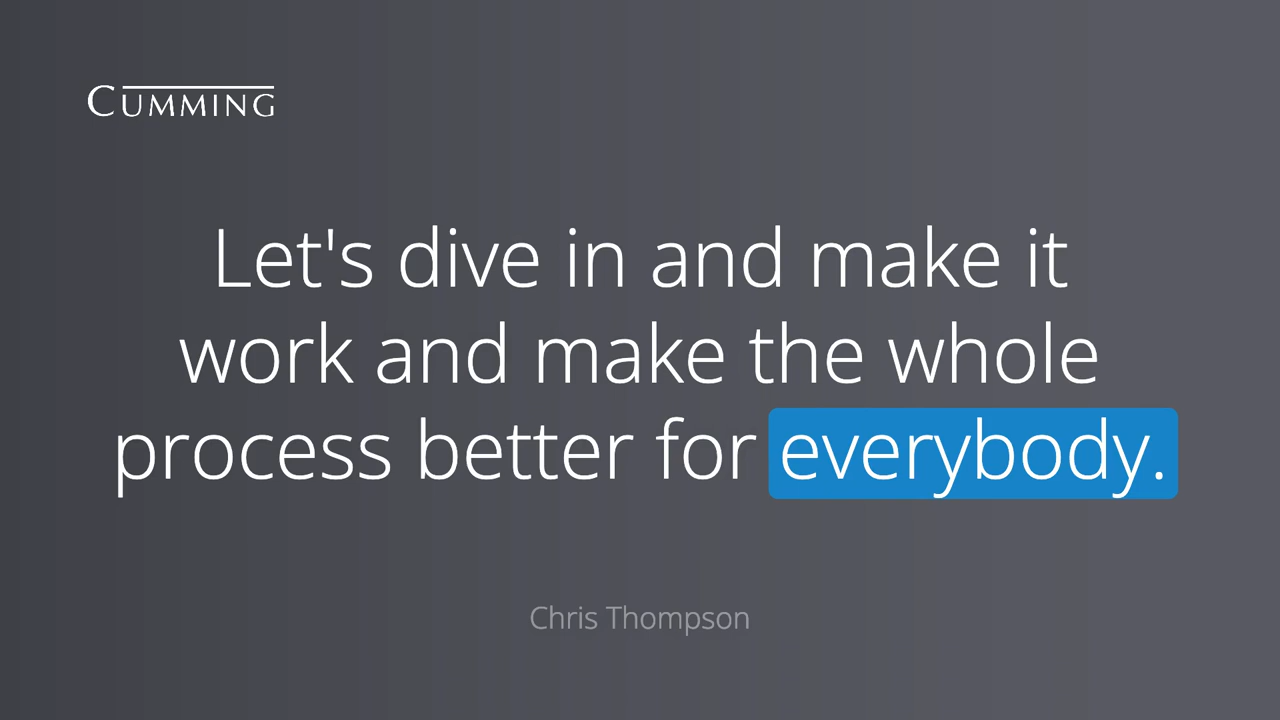 CUMMING
Let's dive in and make it
work and make the whole
process better for everybody.
Chris Thompson